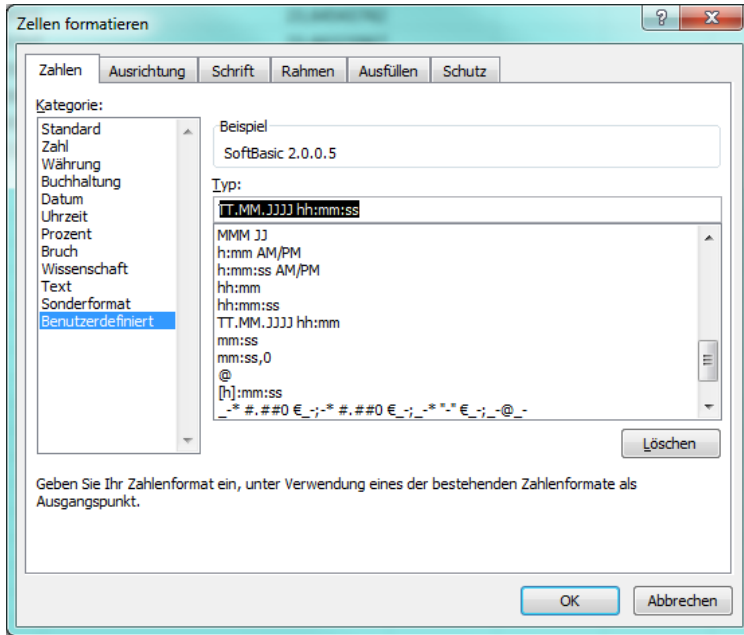 Zellen formatieren
Zahlen Ausrichtung Schrift Rahmen Ausfüllen Schutz
Kategorie:
Standard
Zahl
Währung
Buchhaltung
Datum
Uhrzeit
Prozent
Bruch
Wissenschaft
Text
Sonderformat
Benutzerdefiniert
Beispiel
SoftBasic 2.0.0.5
Typ:
TT.MM.JJJJ hh:mm:ss
MMM JJ
h:mm AM/PM
h:mm:ss AM/PM
hh:mm
hh:mm:ss
TT.MM.JJJJ hh:mm
mm:ss
mm:ss,0
@
[h]:mm:ss
_-* #.##0 €_-;-* #.##0 €_-;_-* "-" €_-;_-@_-
Löschen
Geben Sie Ihr Zahlenformat ein, unter Verwendung eines der bestehenden Zahlenformate als
Ausgangspunkt.
OK Abbrechen